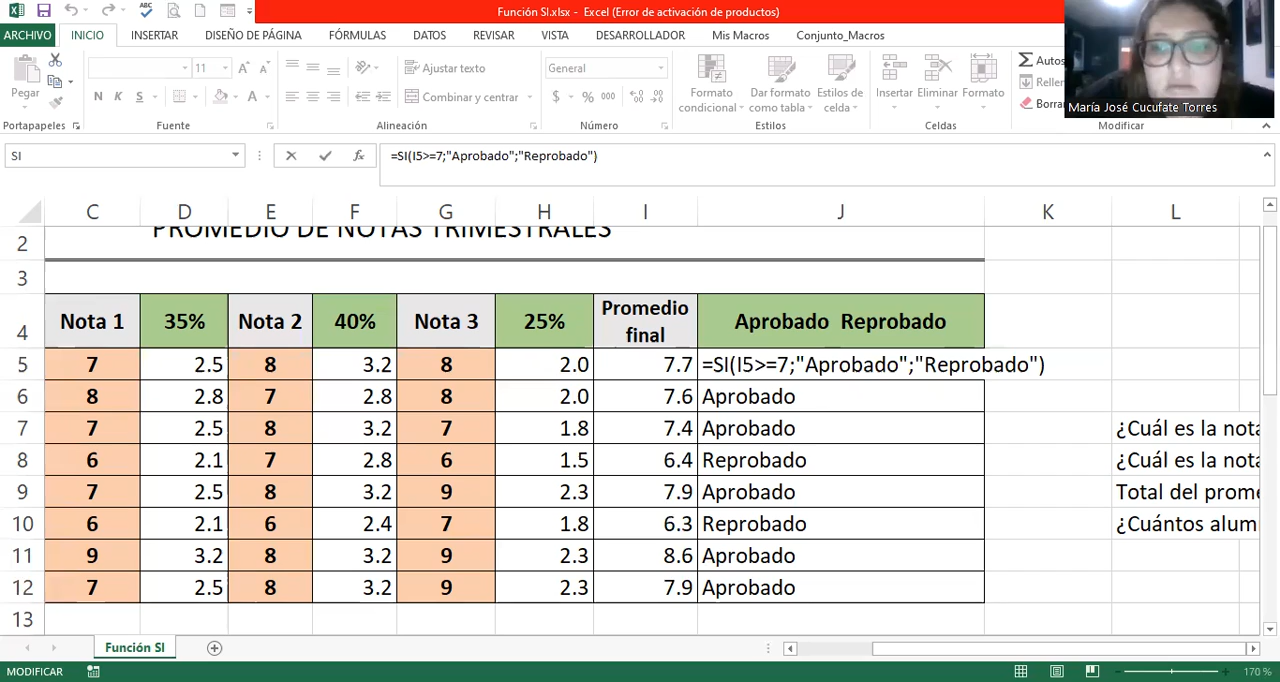 Función SI.xlsx - Excel (Error de activación de productos)
ARCHIVO INICIO INSERTAR DISEÑO DE PÁGINA FÓRMULAS DATOS REVISAR VISTA DESARROLLADOR Mis Macros Conjunto_Macros
11 Ajustar texto General Autos
Pegar N K S A Combinar y centrar $ % 000 Formato condicional Dar formato como tabla Estilos de celda Insertar Eliminar Formato Reller
Borra
María José Cucufate Torres
Portapapeles Fuente Alineación Número Estilos Celdas Modificar
SI fx =SI(I5>=7;"Aprobado";"Reprobado")
C D E F G H I J K L
2 PROMEDIO DE NOTAS TRIMESTRALES
3
4 Nota 1 35% Nota 2 40% Nota 3 25% Promedio final Aprobado Reprobado
5 7 2.5 8 3.2 8 2.0 7.7 =SI(I5>=7;"Aprobado";"Reprobado")
6 8 2.8 7 2.8 8 2.0 7.6 Aprobado
7 7 2.5 8 3.2 7 1.8 7.4 Aprobado ¿Cuál es la nota
8 6 2.1 7 2.8 6 1.5 6.4 Reprobado ¿Cuál es la nota
9 7 2.5 8 3.2 9 2.3 7.9 Aprobado Total del prome
10 6 2.1 6 2.4 7 1.8 6.3 Reprobado ¿Cuántos alum
11 9 3.2 8 3.2 9 2.3 8.6 Aprobado
12 7 2.5 8 3.2 9 2.3 7.9 Aprobado
13
Función SI
MODIFICAR 170 %